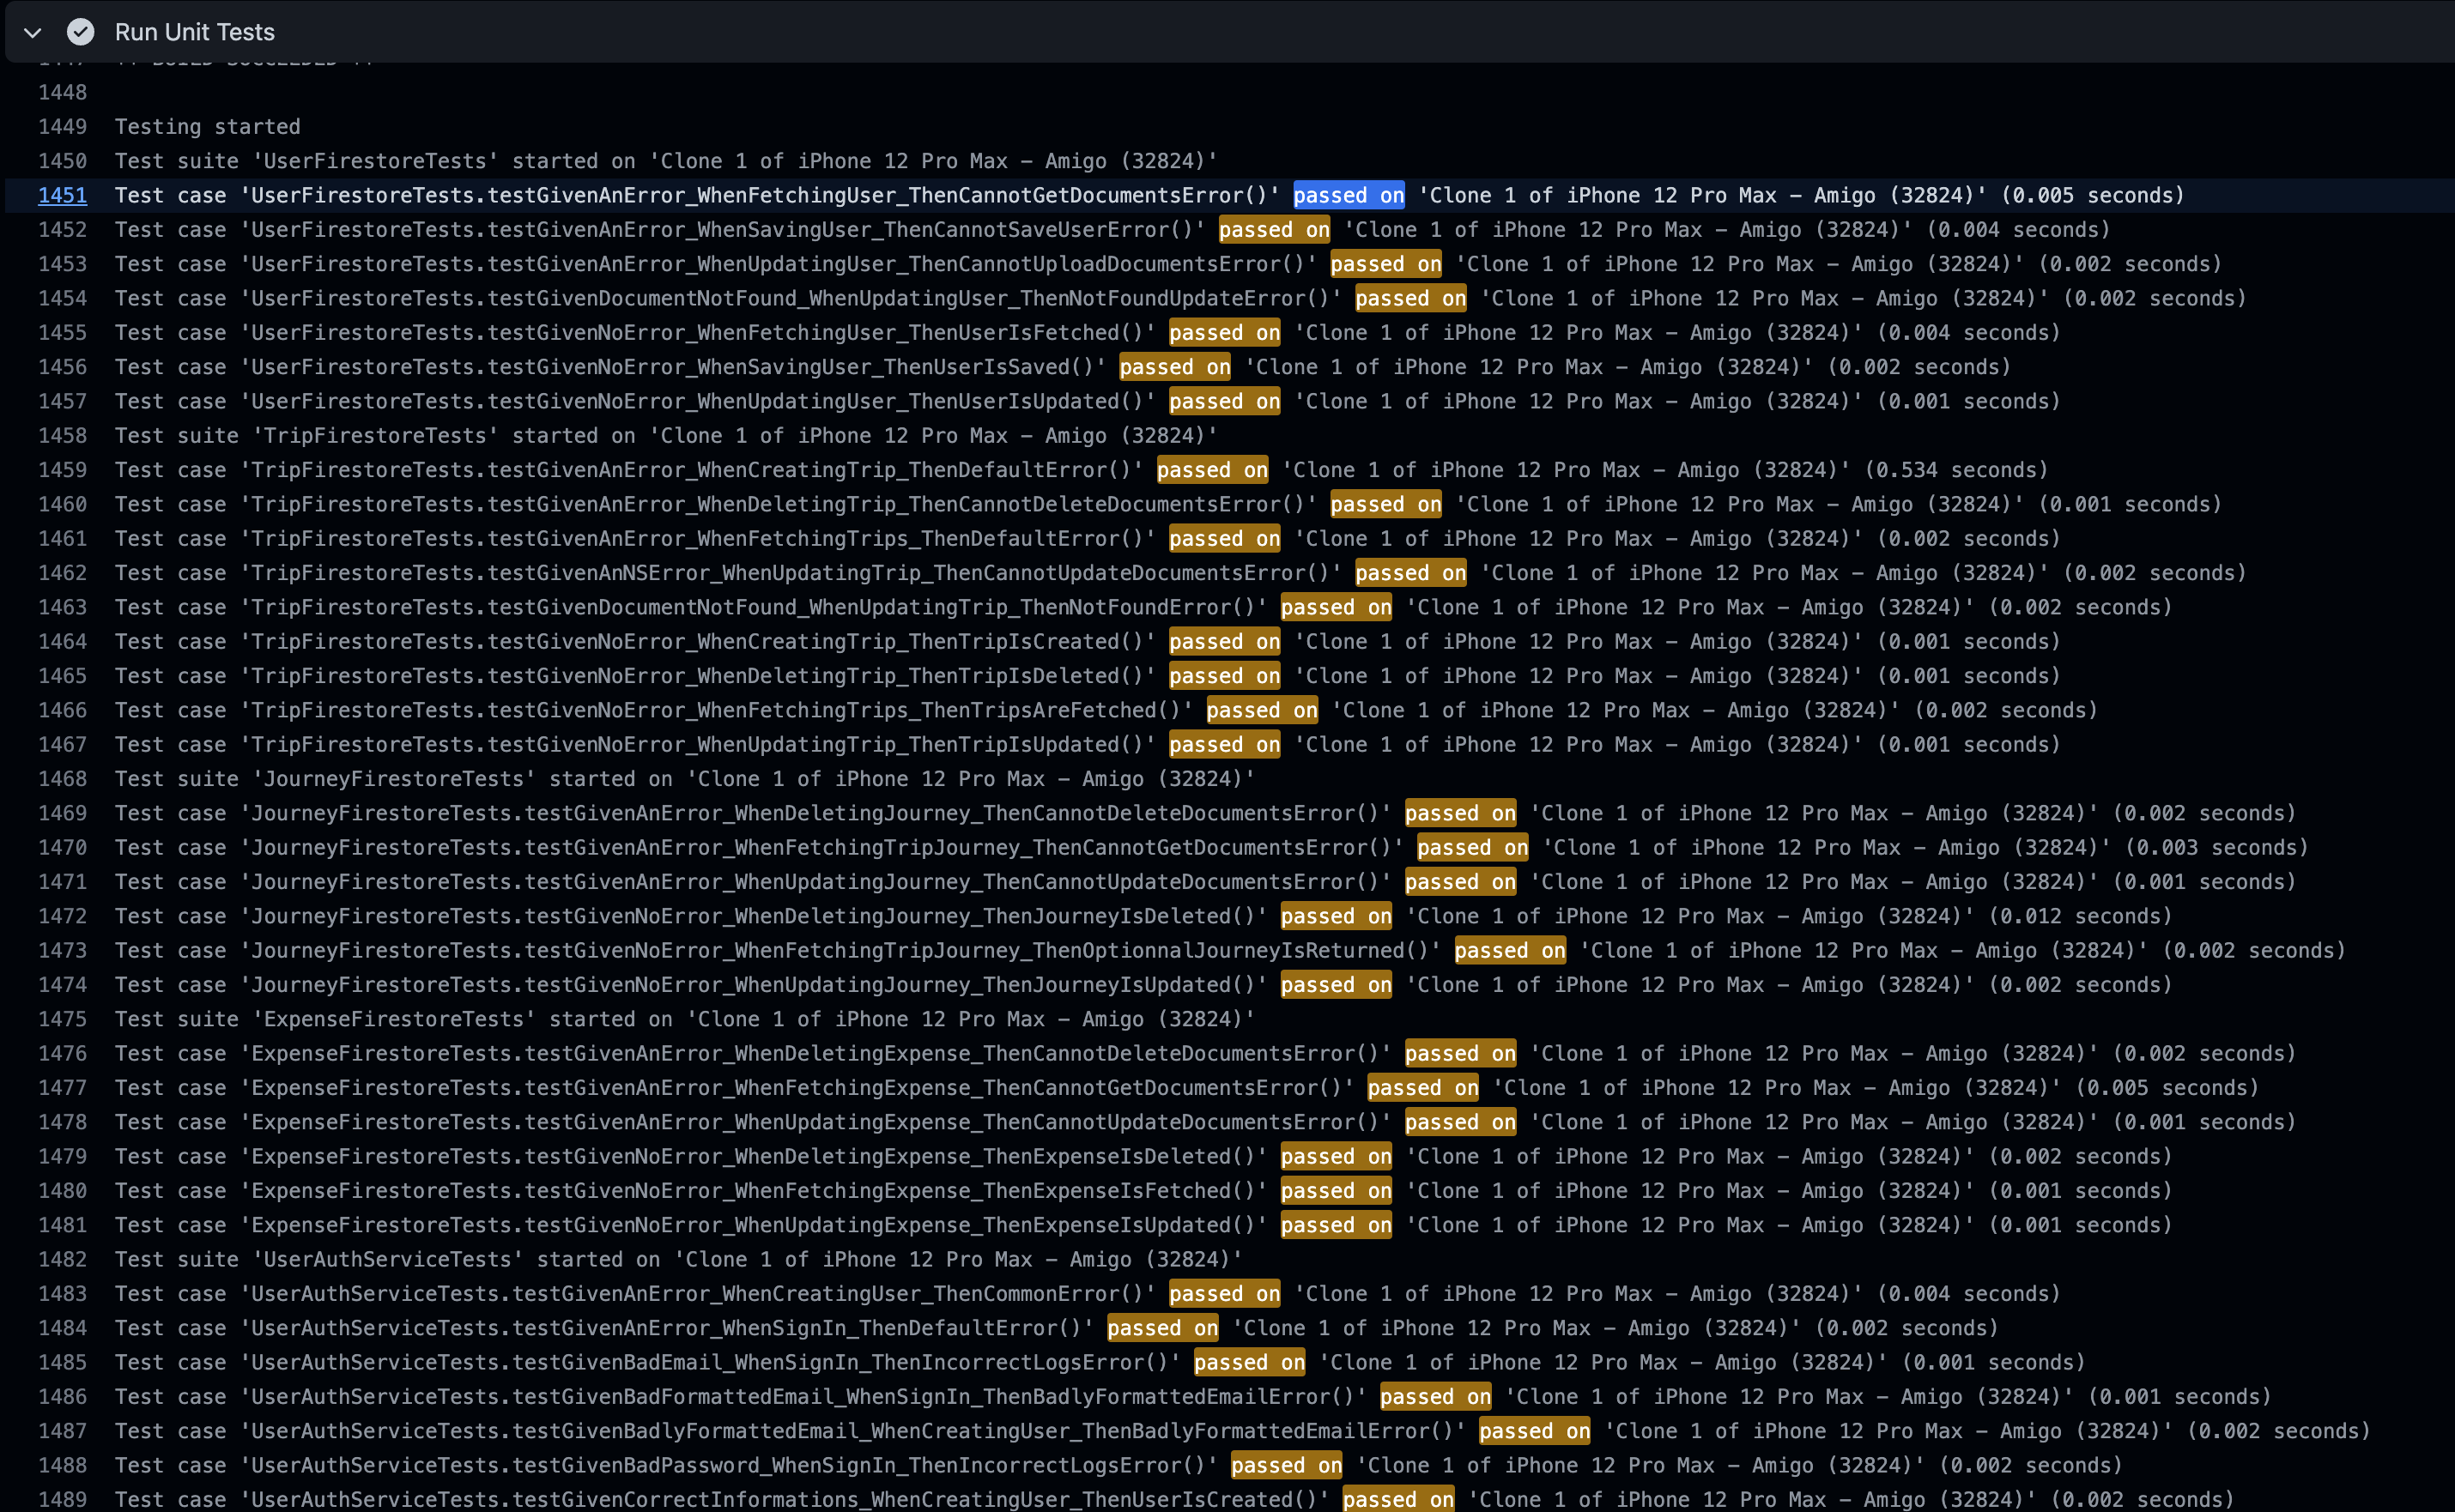 Run Unit Tests
1447 ** BUILD SUCCEEDED **
1448
1449 Testing started
1450 Test suite 'UserFirestoreTests' started on 'Clone 1 of iPhone 12 Pro Max - Amigo (32824)'
1451 Test case 'UserFirestoreTests.testGivenAnError_WhenFetchingUser_ThenCannotGetDocumentsError()' passed on 'Clone 1 of iPhone 12 Pro Max - Amigo (32824)' (0.005 seconds)
1452 Test case 'UserFirestoreTests.testGivenAnError_WhenSavingUser_ThenCannotSaveUserError()' passed on 'Clone 1 of iPhone 12 Pro Max - Amigo (32824)' (0.004 seconds)
1453 Test case 'UserFirestoreTests.testGivenAnError_WhenUpdatingUser_ThenCannotUploadDocumentsError()' passed on 'Clone 1 of iPhone 12 Pro Max - Amigo (32824)' (0.002 seconds)
1454 Test case 'UserFirestoreTests.testGivenDocumentNotFound_WhenUpdatingUser_ThenNotFoundUpdateError()' passed on 'Clone 1 of iPhone 12 Pro Max - Amigo (32824)' (0.002 seconds)
1455 Test case 'UserFirestoreTests.testGivenNoError_WhenFetchingUser_ThenUserIsFetched()' passed on 'Clone 1 of iPhone 12 Pro Max - Amigo (32824)' (0.004 seconds)
1456 Test case 'UserFirestoreTests.testGivenNoError_WhenSavingUser_ThenUserIsSaved()' passed on 'Clone 1 of iPhone 12 Pro Max - Amigo (32824)' (0.002 seconds)
1457 Test case 'UserFirestoreTests.testGivenNoError_WhenUpdatingUser_ThenUserIsUpdated()' passed on 'Clone 1 of iPhone 12 Pro Max - Amigo (32824)' (0.001 seconds)
1458 Test suite 'TripFirestoreTests' started on 'Clone 1 of iPhone 12 Pro Max - Amigo (32824)'
1459 Test case 'TripFirestoreTests.testGivenAnError_WhenCreatingTrip_ThenDefaultError()' passed on 'Clone 1 of iPhone 12 Pro Max - Amigo (32824)' (0.534 seconds)
1460 Test case 'TripFirestoreTests.testGivenAnError_WhenDeletingTrip_ThenCannotDeleteDocumentsError()' passed on 'Clone 1 of iPhone 12 Pro Max - Amigo (32824)' (0.001 seconds)
1461 Test case 'TripFirestoreTests.testGivenAnError_WhenFetchingTrips_ThenDefaultError()' passed on 'Clone 1 of iPhone 12 Pro Max - Amigo (32824)' (0.002 seconds)
1462 Test case 'TripFirestoreTests.testGivenAnNSError_WhenUpdatingTrip_ThenCannotUpdateDocumentsError()' passed on 'Clone 1 of iPhone 12 Pro Max - Amigo (32824)' (0.002 seconds)
1463 Test case 'TripFirestoreTests.testGivenDocumentNotFound_WhenUpdatingTrip_ThenNotFoundError()' passed on 'Clone 1 of iPhone 12 Pro Max - Amigo (32824)' (0.002 seconds)
1464 Test case 'TripFirestoreTests.testGivenNoError_WhenCreatingTrip_ThenTripIsCreated()' passed on 'Clone 1 of iPhone 12 Pro Max - Amigo (32824)' (0.001 seconds)
1465 Test case 'TripFirestoreTests.testGivenNoError_WhenDeletingTrip_ThenTripIsDeleted()' passed on 'Clone 1 of iPhone 12 Pro Max - Amigo (32824)' (0.001 seconds)
1466 Test case 'TripFirestoreTests.testGivenNoError_WhenFetchingTrips_ThenTripsAreFetched()' passed on 'Clone 1 of iPhone 12 Pro Max - Amigo (32824)' (0.002 seconds)
1467 Test case 'TripFirestoreTests.testGivenNoError_WhenUpdatingTrip_ThenTripIsUpdated()' passed on 'Clone 1 of iPhone 12 Pro Max - Amigo (32824)' (0.001 seconds)
1468 Test suite 'JourneyFirestoreTests' started on 'Clone 1 of iPhone 12 Pro Max - Amigo (32824)'
1469 Test case 'JourneyFirestoreTests.testGivenAnError_WhenDeletingJourney_ThenCannotDeleteDocumentsError()' passed on 'Clone 1 of iPhone 12 Pro Max - Amigo (32824)' (0.002 seconds)
1470 Test case 'JourneyFirestoreTests.testGivenAnError_WhenFetchingTripJourney_ThenCannotGetDocumentsError()' passed on 'Clone 1 of iPhone 12 Pro Max - Amigo (32824)' (0.003 seconds)
1471 Test case 'JourneyFirestoreTests.testGivenAnError_WhenUpdatingJourney_ThenCannotUpdateDocumentsError()' passed on 'Clone 1 of iPhone 12 Pro Max - Amigo (32824)' (0.001 seconds)
1472 Test case 'JourneyFirestoreTests.testGivenNoError_WhenDeletingJourney_ThenJourneyIsDeleted()' passed on 'Clone 1 of iPhone 12 Pro Max - Amigo (32824)' (0.012 seconds)
1473 Test case 'JourneyFirestoreTests.testGivenNoError_WhenFetchingTripJourney_ThenOptionnalJourneyIsReturned()' passed on 'Clone 1 of iPhone 12 Pro Max - Amigo (32824)' (0.002 seconds)
1474 Test case 'JourneyFirestoreTests.testGivenNoError_WhenUpdatingJourney_ThenJourneyIsUpdated()' passed on 'Clone 1 of iPhone 12 Pro Max - Amigo (32824)' (0.002 seconds)
1475 Test suite 'ExpenseFirestoreTests' started on 'Clone 1 of iPhone 12 Pro Max - Amigo (32824)'
1476 Test case 'ExpenseFirestoreTests.testGivenAnError_WhenDeletingExpense_ThenCannotDeleteDocumentsError()' passed on 'Clone 1 of iPhone 12 Pro Max - Amigo (32824)' (0.002 seconds)
1477 Test case 'ExpenseFirestoreTests.testGivenAnError_WhenFetchingExpense_ThenCannotGetDocumentsError()' passed on 'Clone 1 of iPhone 12 Pro Max - Amigo (32824)' (0.005 seconds)
1478 Test case 'ExpenseFirestoreTests.testGivenAnError_WhenUpdatingExpense_ThenCannotUpdateDocumentsError()' passed on 'Clone 1 of iPhone 12 Pro Max - Amigo (32824)' (0.001 seconds)
1479 Test case 'ExpenseFirestoreTests.testGivenNoError_WhenDeletingExpense_ThenExpenseIsDeleted()' passed on 'Clone 1 of iPhone 12 Pro Max - Amigo (32824)' (0.002 seconds)
1480 Test case 'ExpenseFirestoreTests.testGivenNoError_WhenFetchingExpense_ThenExpenseIsFetched()' passed on 'Clone 1 of iPhone 12 Pro Max - Amigo (32824)' (0.001 seconds)
1481 Test case 'ExpenseFirestoreTests.testGivenNoError_WhenUpdatingExpense_ThenExpenseIsUpdated()' passed on 'Clone 1 of iPhone 12 Pro Max - Amigo (32824)' (0.001 seconds)
1482 Test suite 'UserAuthServiceTests' started on 'Clone 1 of iPhone 12 Pro Max - Amigo (32824)'
1483 Test case 'UserAuthServiceTests.testGivenAnError_WhenCreatingUser_ThenCommonError()' passed on 'Clone 1 of iPhone 12 Pro Max - Amigo (32824)' (0.004 seconds)
1484 Test case 'UserAuthServiceTests.testGivenAnError_WhenSignIn_ThenDefaultError()' passed on 'Clone 1 of iPhone 12 Pro Max - Amigo (32824)' (0.002 seconds)
1485 Test case 'UserAuthServiceTests.testGivenBadEmail_WhenSignIn_ThenIncorrectLogsError()' passed on 'Clone 1 of iPhone 12 Pro Max - Amigo (32824)' (0.001 seconds)
1486 Test case 'UserAuthServiceTests.testGivenBadFormattedEmail_WhenSignIn_ThenBadlyFormattedEmailError()' passed on 'Clone 1 of iPhone 12 Pro Max - Amigo (32824)' (0.001 seconds)
1487 Test case 'UserAuthServiceTests.testGivenBadlyFormattedEmail_WhenCreatingUser_ThenBadlyFormattedEmailError()' passed on 'Clone 1 of iPhone 12 Pro Max - Amigo (32824)' (0.002 seconds)
1488 Test case 'UserAuthServiceTests.testGivenBadPassword_WhenSignIn_ThenIncorrectLogsError()' passed on 'Clone 1 of iPhone 12 Pro Max - Amigo (32824)' (0.002 seconds)
1489 Test case 'UserAuthServiceTests.testGivenCorrectInformations_WhenCreatingUser_ThenUserIsCreated()' passed on 'Clone 1 of iPhone 12 Pro Max - Amigo (32824)' (0.002 seconds)